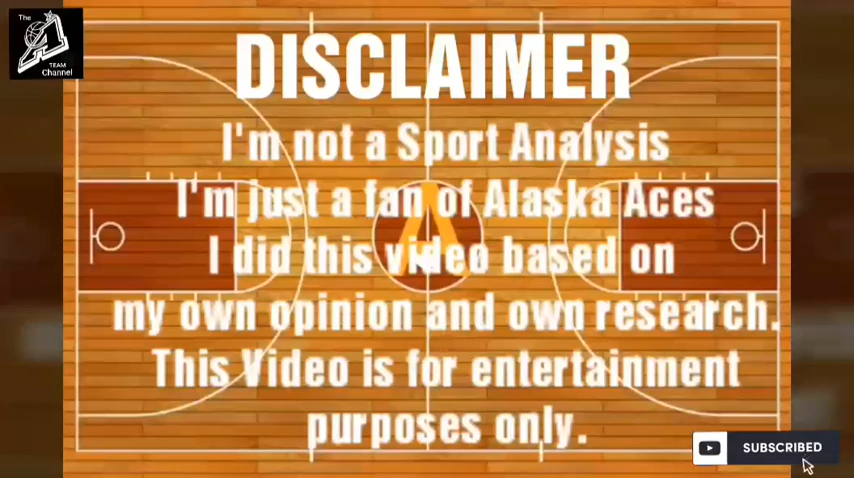 The
TEAM
Channel
DISCLAIMER
I'm not a Sport Analysis
I'm just a fan of Alaska Aces
I did this video based on
my own opinion and own research.
This Video is for entertainment
purposes only.
SUBSCRIBED